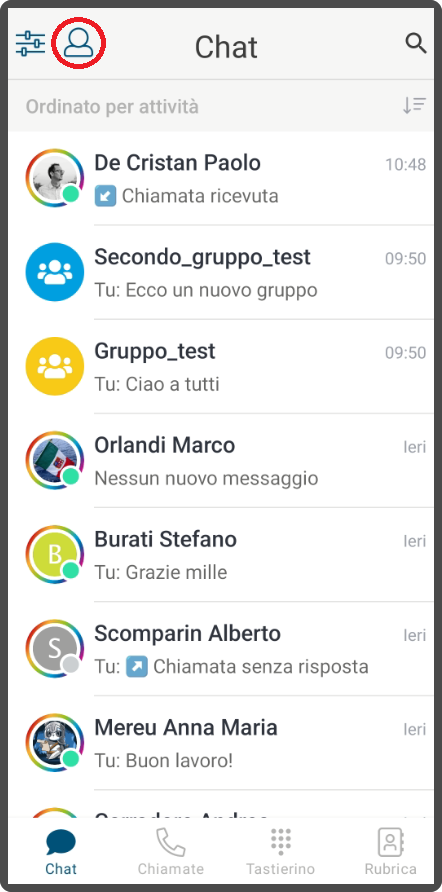 Chat
Ordinato per attività
De Cristan Paolo
10:48
Chiamata ricevuta
Secondo_gruppo_test
09:50
Tu: Ecco un nuovo gruppo
Gruppo_test
09:50
Tu: Ciao a tutti
Orlandi Marco
Ieri
Nessun nuovo messaggio
B
Burati Stefano
Ieri
Tu: Grazie mille
S
Scomparin Alberto
Ieri
Tu: Chiamata senza risposta
Mereu Anna Maria
Ieri
Tu: Buon lavoro!
Chat
Chiamate
Tastierino
Rubrica